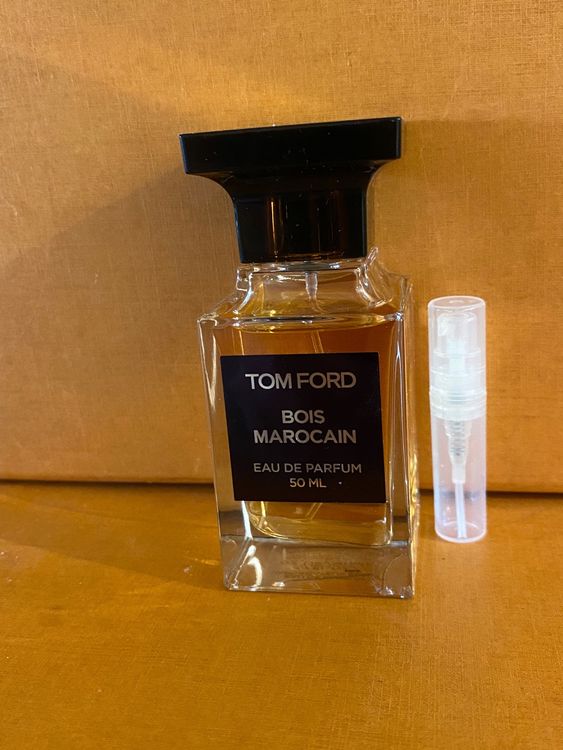 TOM FORD
BOIS
MAROCAIN
EAU DE PARFUM
50 ML